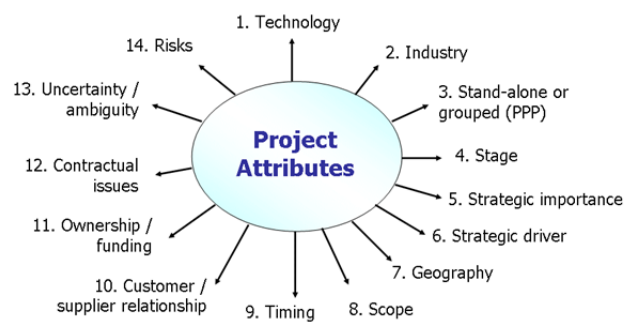 Project
Attributes
1. Technology
2. Industry
3. Stand-alone or
grouped (PPP)
4. Stage
5. Strategic importance
6. Strategic driver
7. Geography
8. Scope
9. Timing
10. Customer /
supplier relationship
11. Ownership /
funding
12. Contractual
issues
13. Uncertainty /
ambiguity
14. Risks